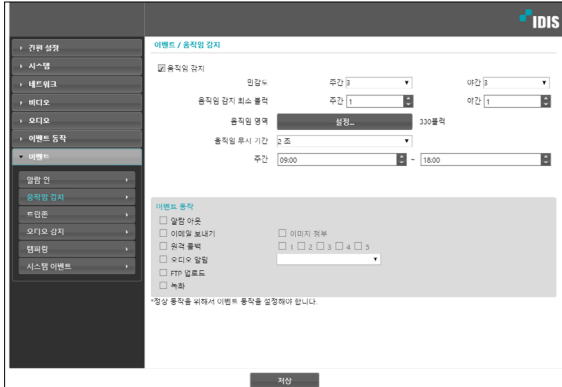 IDIS
간편 설정
시스템
네트워크
비디오
오디오
이벤트 동작
이벤트
알람 인
움직임 감지
트립존
오디오 감지
탬퍼링
시스템 이벤트
이벤트 / 움직임 감지
움직임 감지
민감도 주간 3 야간 3
움직임 감지 최소 블럭 주간 1 야간 1
움직임 영역 설정... 330블럭
움직임 무시 기간 2 초
주간 09:00 ~ 18:00
이벤트 동작
알람 아웃
이메일 보내기 이미지 첨부
원격 콜백 1 2 3 4 5
오디오 알림
FTP 업로드
녹화
*정상 동작을 위해서 이벤트 동작을 설정해야 합니다.
저장